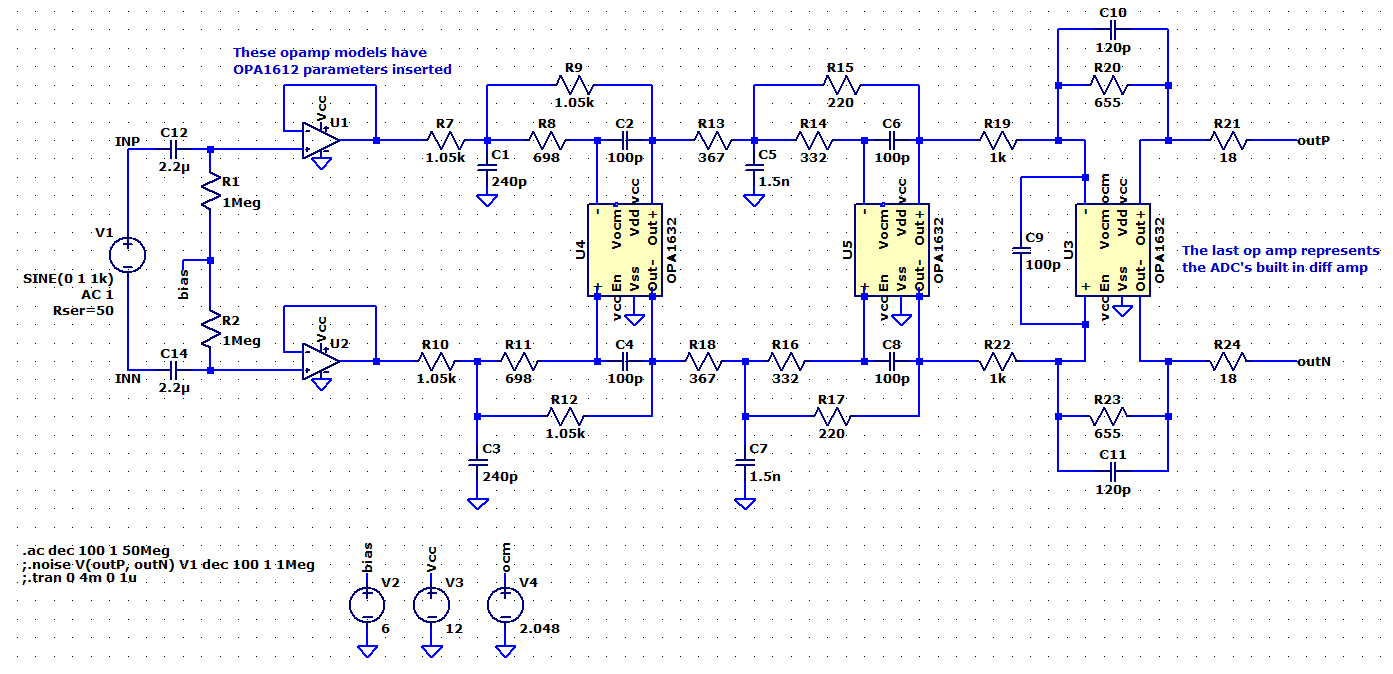 C10
120p
These opamp models have
OPA1612 parameters inserted
R9
1.05k
R15
220
R20
655
INP
C12
2.2µ
Vcc
U1
R7
1.05k
R8
698
C2
100p
R13
367
R14
332
C6
100p
R19
1k
R21
18
outP
C1
240p
C5
1.5n
R1
1Meg
V1
SINE(0 1 1k)
AC 1
Rser=50
bias
R2
1Meg
U4
- Vocm Vdd vcc Out+
+ En Vss Out-
vcc
OPA1632
U5
- Vocm Vdd vcc Out+
+ En Vss Out-
vcc
OPA1632
C9
100p
U3
- Vocm ocm Vdd vcc Out+
+ En Vss Out-
vcc
OPA1632
The last op amp represents
the ADC's built in diff amp
INN
C14
2.2µ
Vcc
U2
R10
1.05k
R11
698
C4
100p
R18
367
R16
332
C8
100p
R22
1k
R24
18
outN
R12
1.05k
R17
220
R23
655
C3
240p
C7
1.5n
C11
120p
.ac dec 100 1 50Meg
;.noise V(outP, outN) V1 dec 100 1 1Meg
;.tran 0 4m 0 1u
bias
V2
6
Vcc
V3
12
ocm
V4
2.048